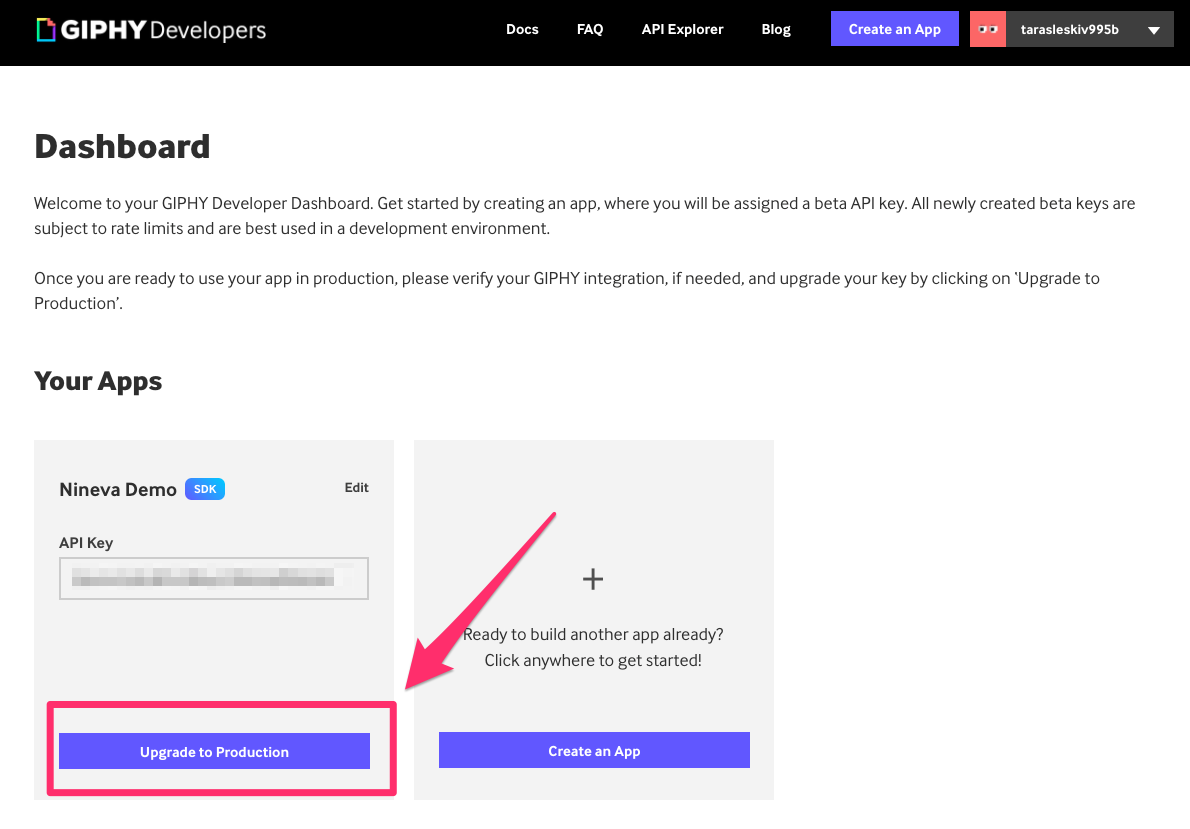 GIPHY Developers
Docs
FAQ
API Explorer
Blog
Create an App
tarasleskiv995b
Dashboard
Welcome to your GIPHY Developer Dashboard. Get started by creating an app, where you will be assigned a beta API key. All newly created beta keys are
subject to rate limits and are best used in a development environment.
Once you are ready to use your app in production, please verify your GIPHY integration, if needed, and upgrade your key by clicking on ‘Upgrade to
Production’.
Your Apps
Nineva Demo
SDK
Edit
API Key
Upgrade to Production
Ready to build another app already?
Click anywhere to get started!
Create an App